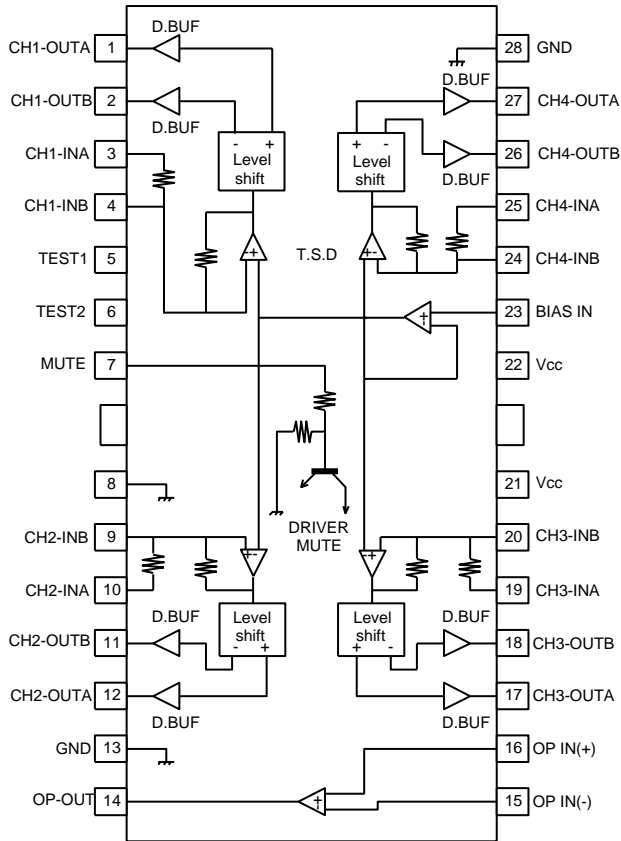 D.BUF
CH1-OUTA 1
28 GND
D.BUF
CH1-OUTB 2
27 CH4-OUTA
D.BUF
CH1-INA 3
- +
Level
shift
+ -
Level
shift
26 CH4-OUTB
D.BUF
CH1-INB 4
25 CH4-INA
TEST1 5
-+
T.S.D
+-
24 CH4-INB
TEST2 6
+-
23 BIAS IN
MUTE 7
22 Vcc
8
21 Vcc
DRIVER
MUTE
CH2-INB 9
+-
-+
20 CH3-INB
CH2-INA 10
19 CH3-INA
D.BUF
Level
shift
- +
Level
shift
+ -
D.BUF
CH2-OUTB 11
18 CH3-OUTB
CH2-OUTA 12
17 CH3-OUTA
D.BUF
D.BUF
GND 13
16 OP IN(+)
OP-OUT 14
+-
15 OP IN(-)